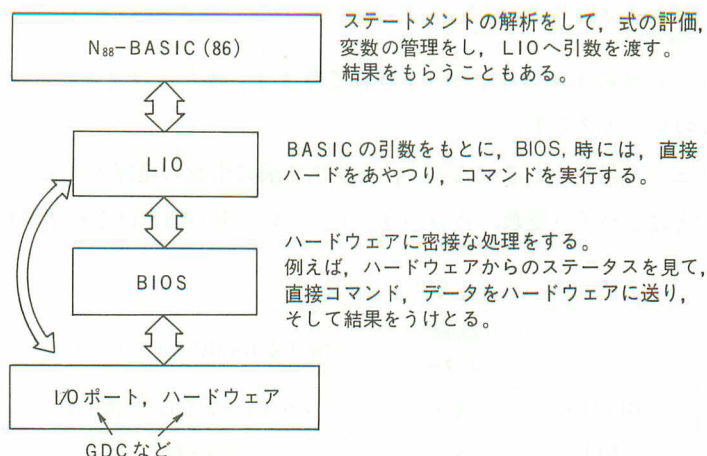 N₈₈-BASIC(86)
ステートメントの解析をして，式の評価，
変数の管理をし，LIOへ引数を渡す。
結果をもらうこともある。
LIO
BASICの引数をもとに，BIOS，時には，直接
ハードをあやつり，コマンドを実行する。
BIOS
ハードウェアに密接な処理をする。
例えば，ハードウェアからのステータスを見て，
直接コマンド，データをハードウェアに送り，
そして結果をうけとる。
I/Oポート，ハードウェア
GDCなど